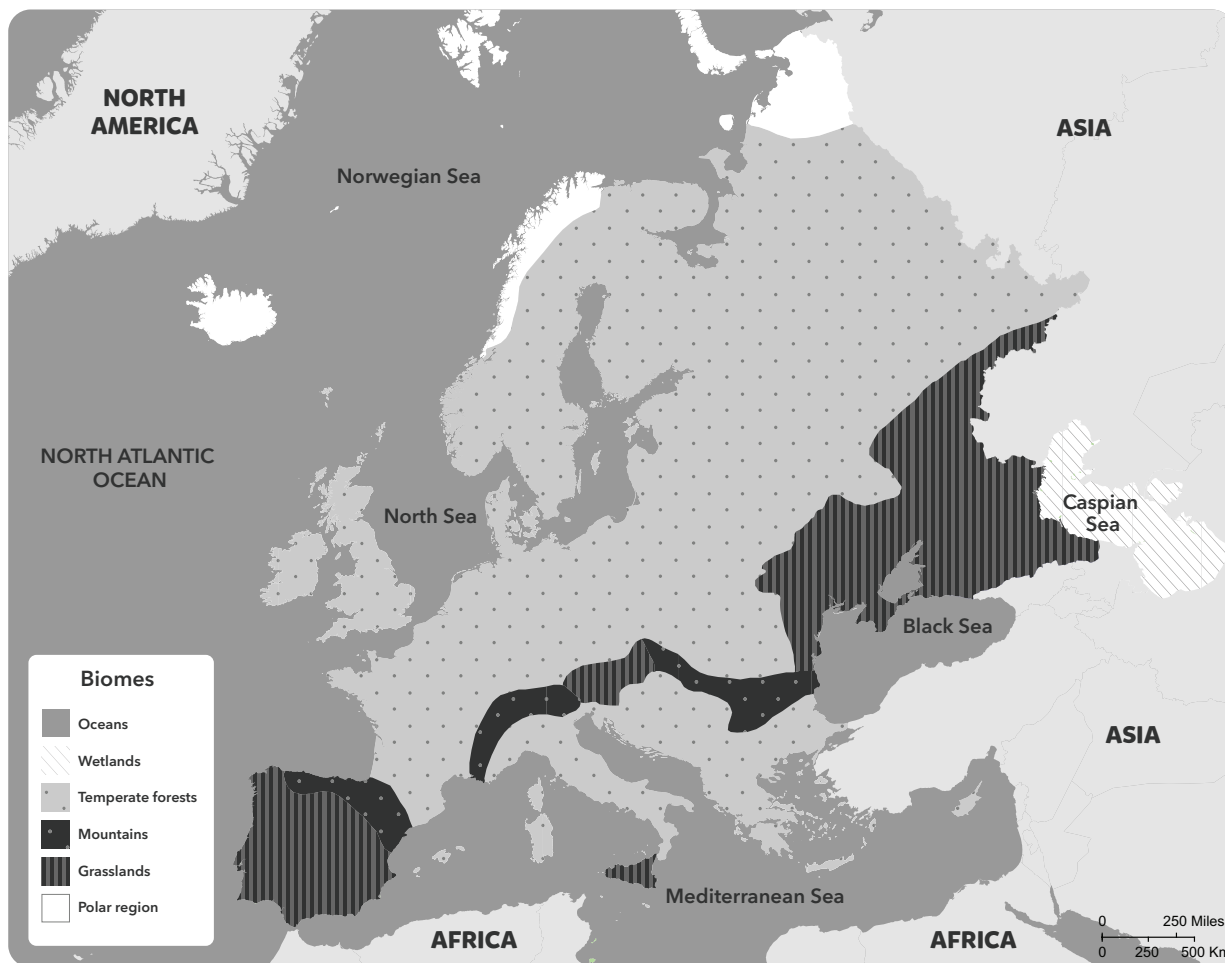 NORTH
AMERICA
ASIA
Norwegian Sea
NORTH ATLANTIC
OCEAN
North Sea
Caspian
Sea
Black Sea
Biomes
Oceans
Wetlands
Temperate forests
Mountains
Grasslands
Polar region
ASIA
Mediterranean Sea
AFRICA
AFRICA
0 250 Miles
0 250 500 Km